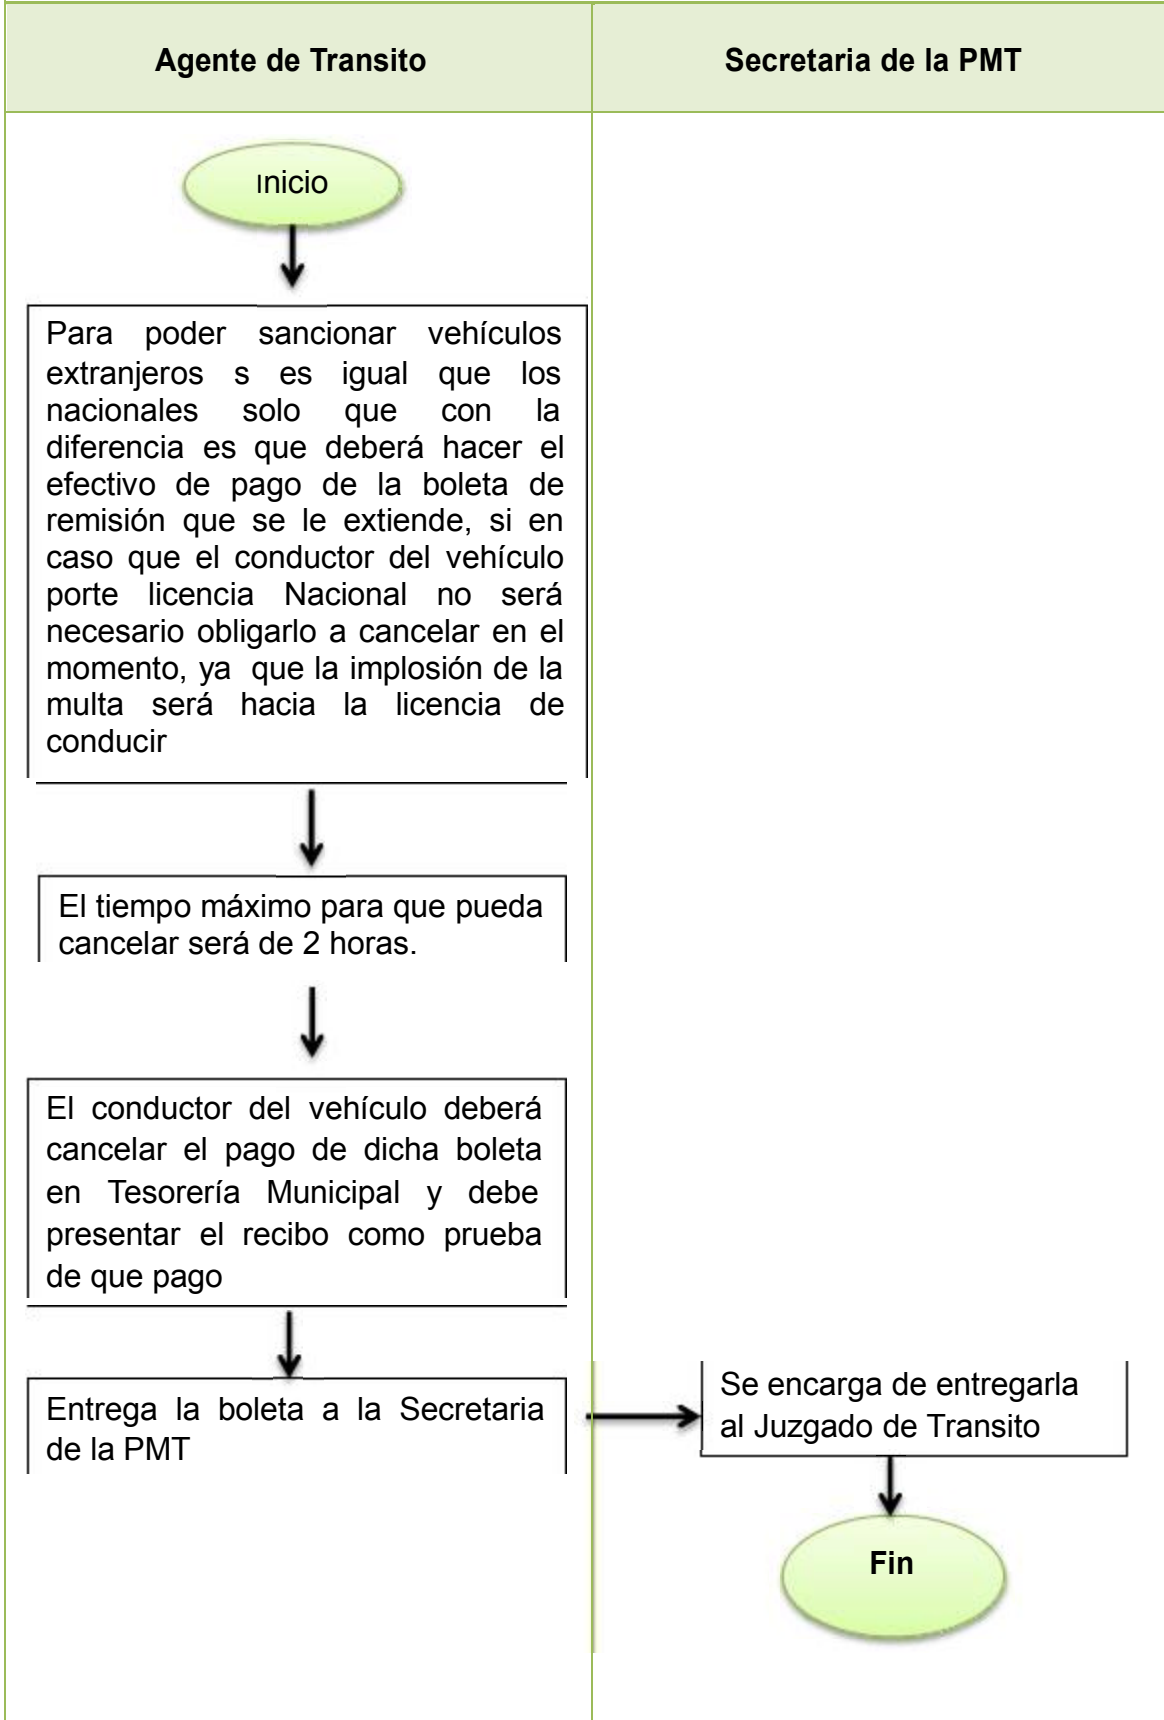 Agente de Transito
Secretaria de la PMT
Inicio
Para poder sancionar vehículos
extranjeros s es igual que los
nacionales solo que con la
diferencia es que deberá hacer el
efectivo de pago de la boleta de
remisión que se le extiende, si en
caso que el conductor del vehículo
porte licencia Nacional no será
necesario obligarlo a cancelar en el
momento, ya que la implosión de la
multa será hacia la licencia de
conducir
El tiempo máximo para que pueda
cancelar será de 2 horas.
El conductor del vehículo deberá
cancelar el pago de dicha boleta
en Tesorería Municipal y debe
presentar el recibo como prueba
de que pago
Entrega la boleta a la Secretaria
de la PMT
Se encarga de entregarla
al Juzgado de Transito
Fin